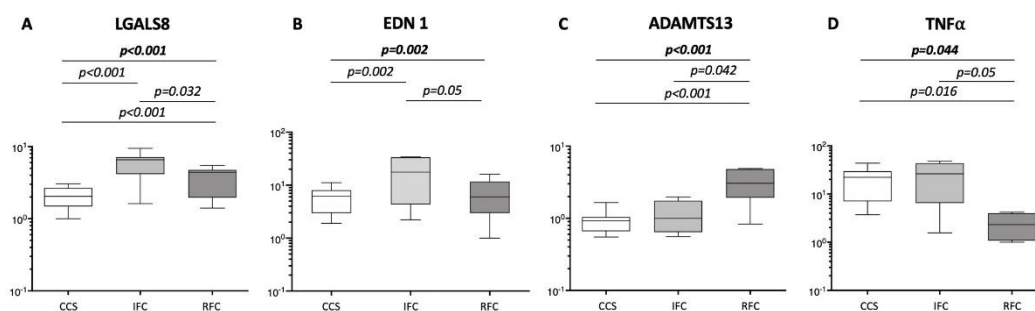 A LGALS8
p<0.001
p<0.001
p=0.032
p<0.001
10¹
10⁰
10⁻¹
CCS IFC RFC
B EDN 1
p=0.002
p=0.002
p=0.05
10²
10¹
10⁰
10⁻¹
CCS IFC RFC
C ADAMTS13
p<0.001
p=0.042
p<0.001
10¹
10⁰
10⁻¹
CCS IFC RFC
D TNFα
p=0.044
p=0.05
p=0.016
10²
10¹
10⁰
10⁻¹
CCS IFC RFC